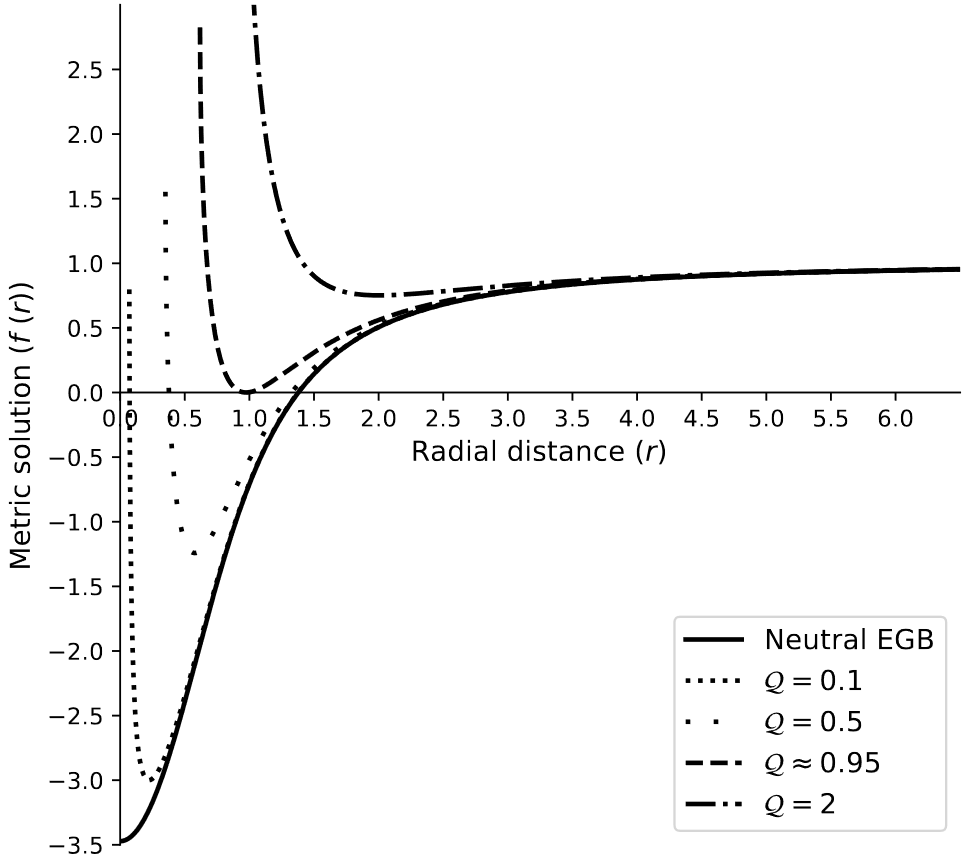 2.5
2.0
1.5
1.0
0.5
0.0
−0.5
−1.0
−1.5
−2.0
−2.5
−3.0
−3.5
Metric solution (f (r))
0.0 0.5 1.0 1.5 2.0 2.5 3.0 3.5 4.0 4.5 5.0 5.5 6.0
Radial distance (r)
Neutral EGB
𝒬 = 0.1
𝒬 = 0.5
𝒬 ≈ 0.95
𝒬 = 2